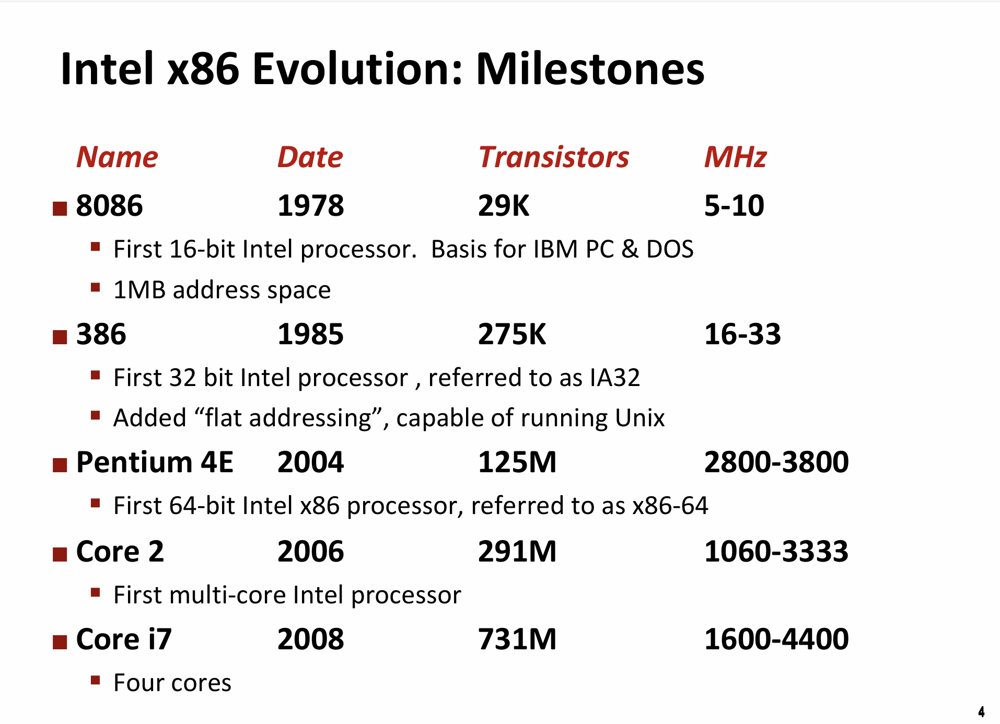 Intel x86 Evolution: Milestones
Name Date Transistors MHz
8086 1978 29K 5-10
First 16-bit Intel processor.  Basis for IBM PC & DOS
1MB address space
386 1985 275K 16-33
First 32 bit Intel processor , referred to as IA32
Added “flat addressing”, capable of running Unix
Pentium 4E 2004 125M 2800-3800
First 64-bit Intel x86 processor, referred to as x86-64
Core 2 2006 291M 1060-3333
First multi-core Intel processor
Core i7 2008 731M 1600-4400
Four cores
4